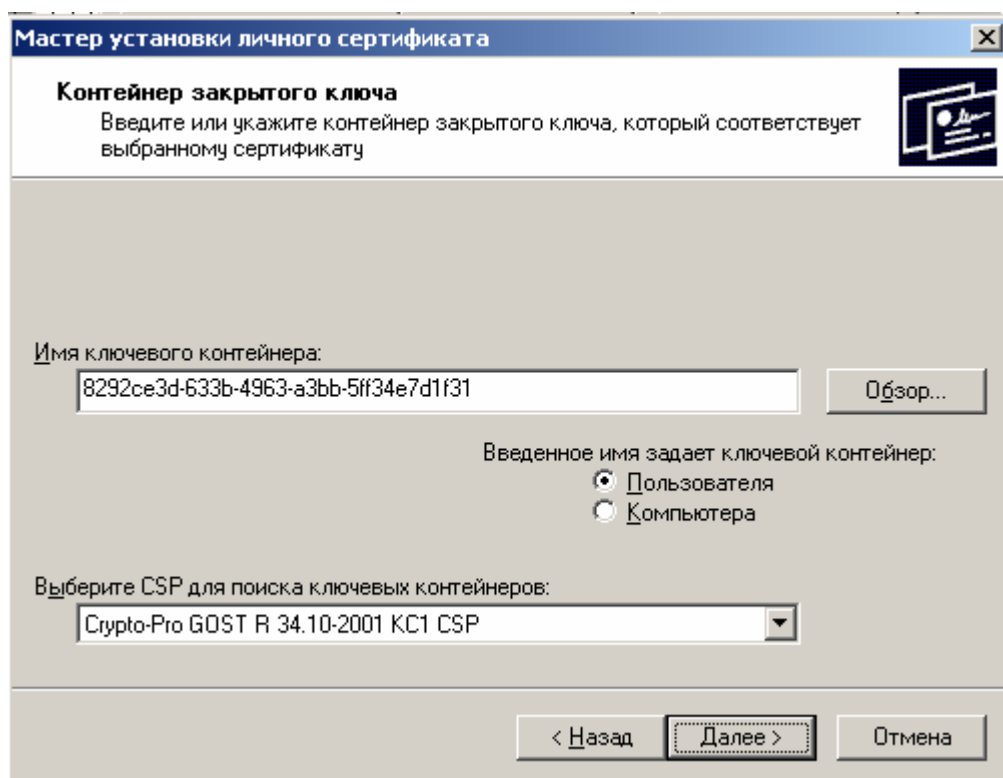 Мастер установки личного сертификата
Контейнер закрытого ключа
Введите или укажите контейнер закрытого ключа, который соответствует
выбранному сертификату
Имя ключевого контейнера:
8292ce3d-633b-4963-a3bb-5ff34e7d1f31
Обзор...
Введенное имя задает ключевой контейнер:
Пользователя
Компьютера
Выберите CSP для поиска ключевых контейнеров:
Crypto-Pro GOST R 34.10-2001 KC1 CSP
< Назад
Далее >
Отмена